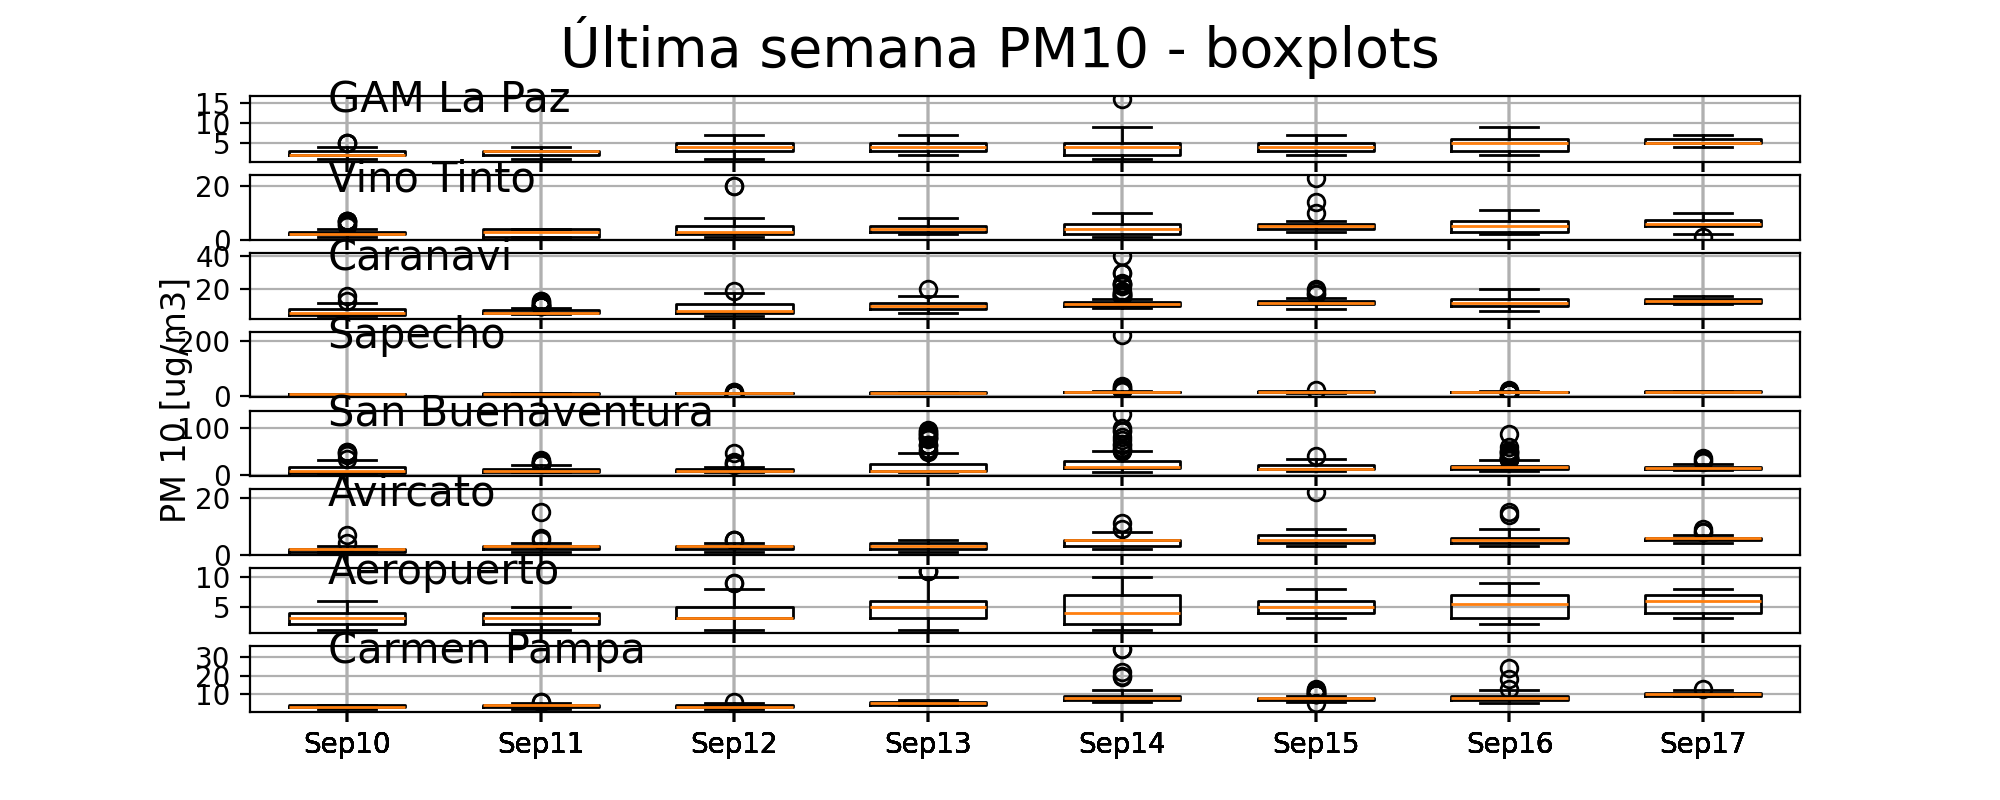 Última semana PM10 - boxplots
GAM La Paz
15
10
5
Vino Tinto
20
0
Caranavi
40
20
Sapecho
200
0
San Buenaventura
100
0
Avircato
20
0
Aeropuerto
10
5
Carmen Pampa
30
20
10
PM 10 [ug/m3]
Sep10 Sep11 Sep12 Sep13 Sep14 Sep15 Sep16 Sep17